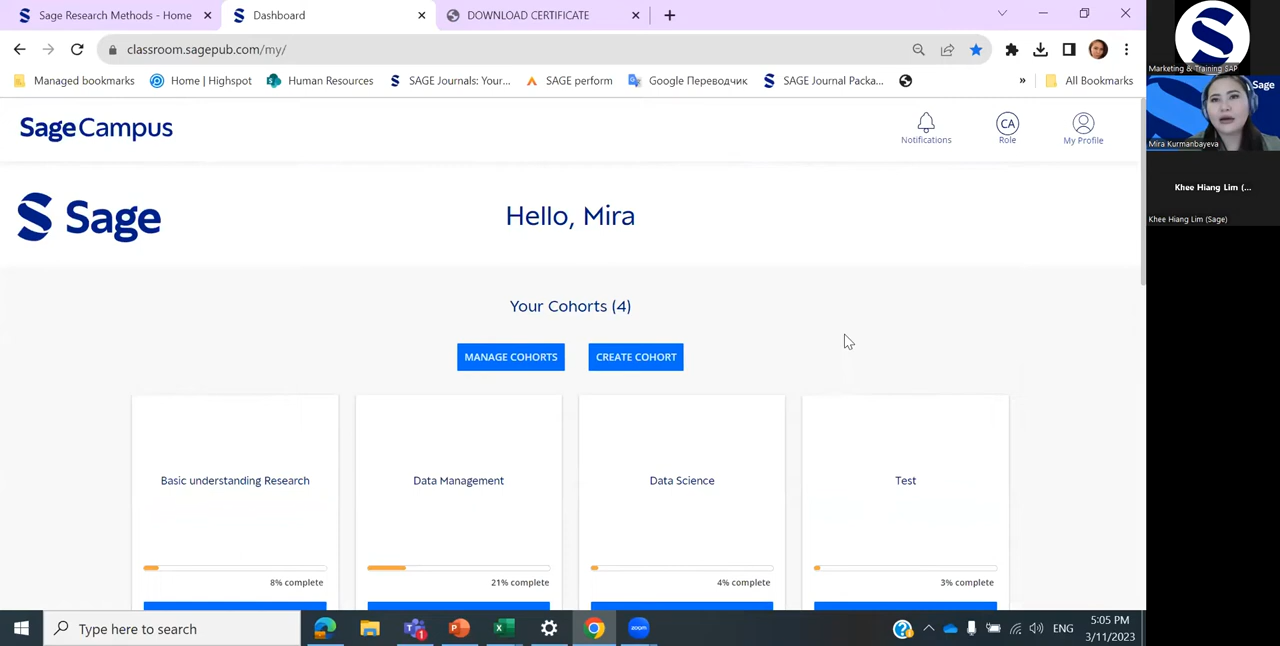 Sage Research Methods - Home
Dashboard
DOWNLOAD CERTIFICATE
classroom.sagepub.com/my/
Managed bookmarks
Home | Highspot
Human Resources
SAGE Journals: You...
SAGE perform
Google Переводчик
SAGE Journal Packa...
»
All Bookmarks
Sage Campus
Notifications
CA
Role
My Profile
Sage
Hello, Mira
Your Cohorts (4)
MANAGE COHORTS
CREATE COHORT
Basic understanding Research
Data Management
Data Science
Test
8% complete
21% complete
4% complete
3% complete
Type here to search
1
zoom
ENG
5:05 PM
3/11/2023
Marketing & Training SAP
Sage
Mira Kurmanbayeva
Khee Hiang Lim (...
Khee Hiang Lim (Sage)